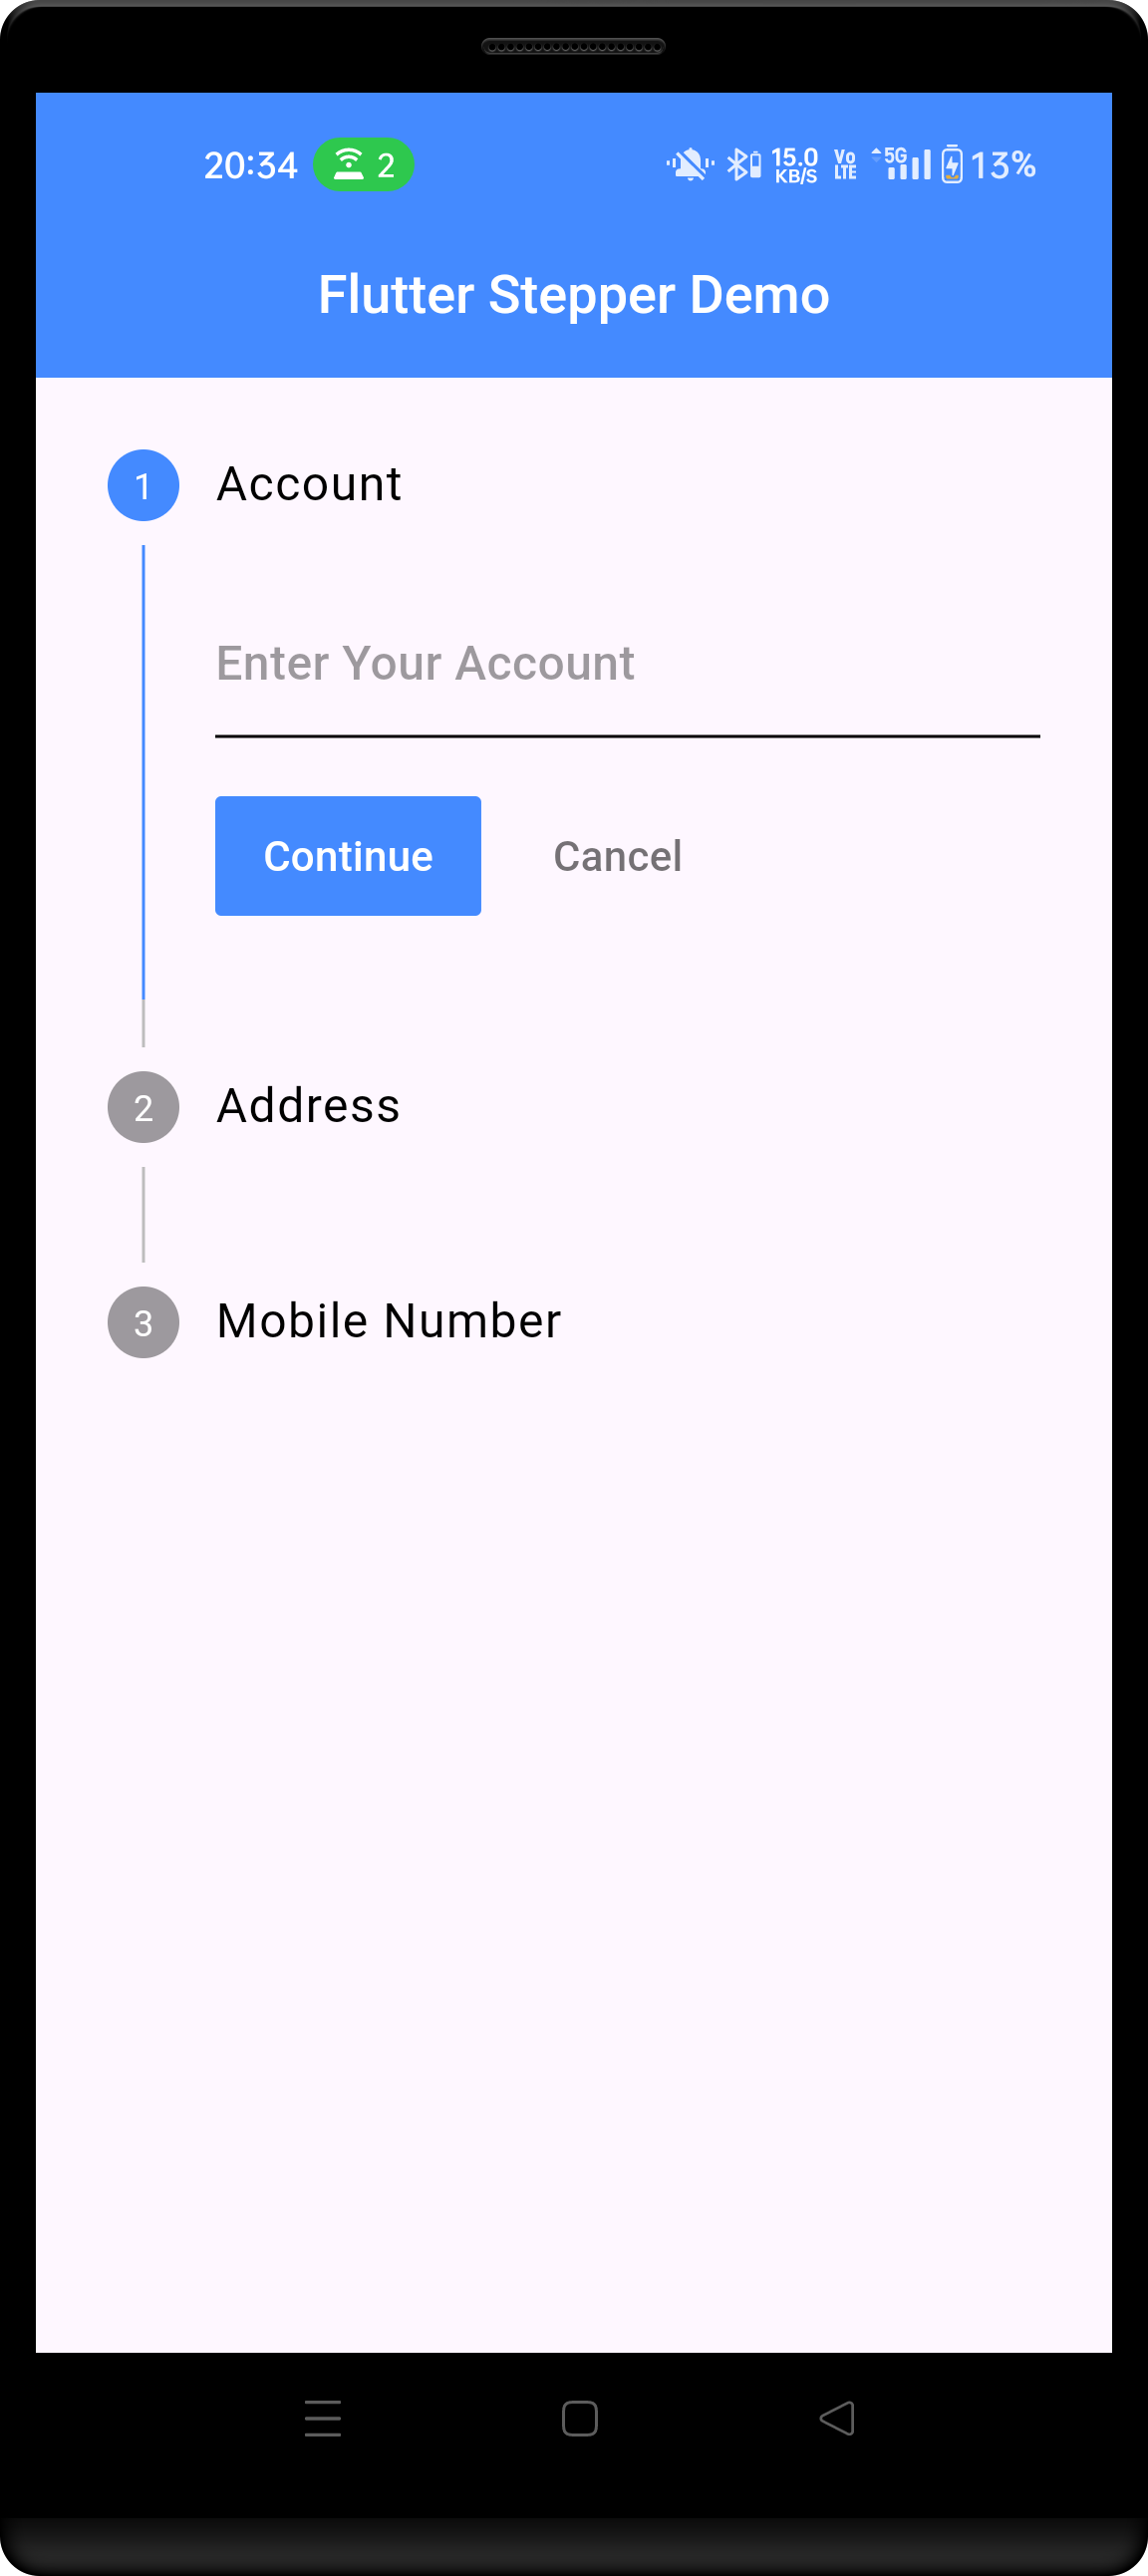 20:34 2 15.0 KB/S Vo LTE 5G 13%
Flutter Stepper Demo
1 Account
Enter Your Account
Continue Cancel
2 Address
3 Mobile Number